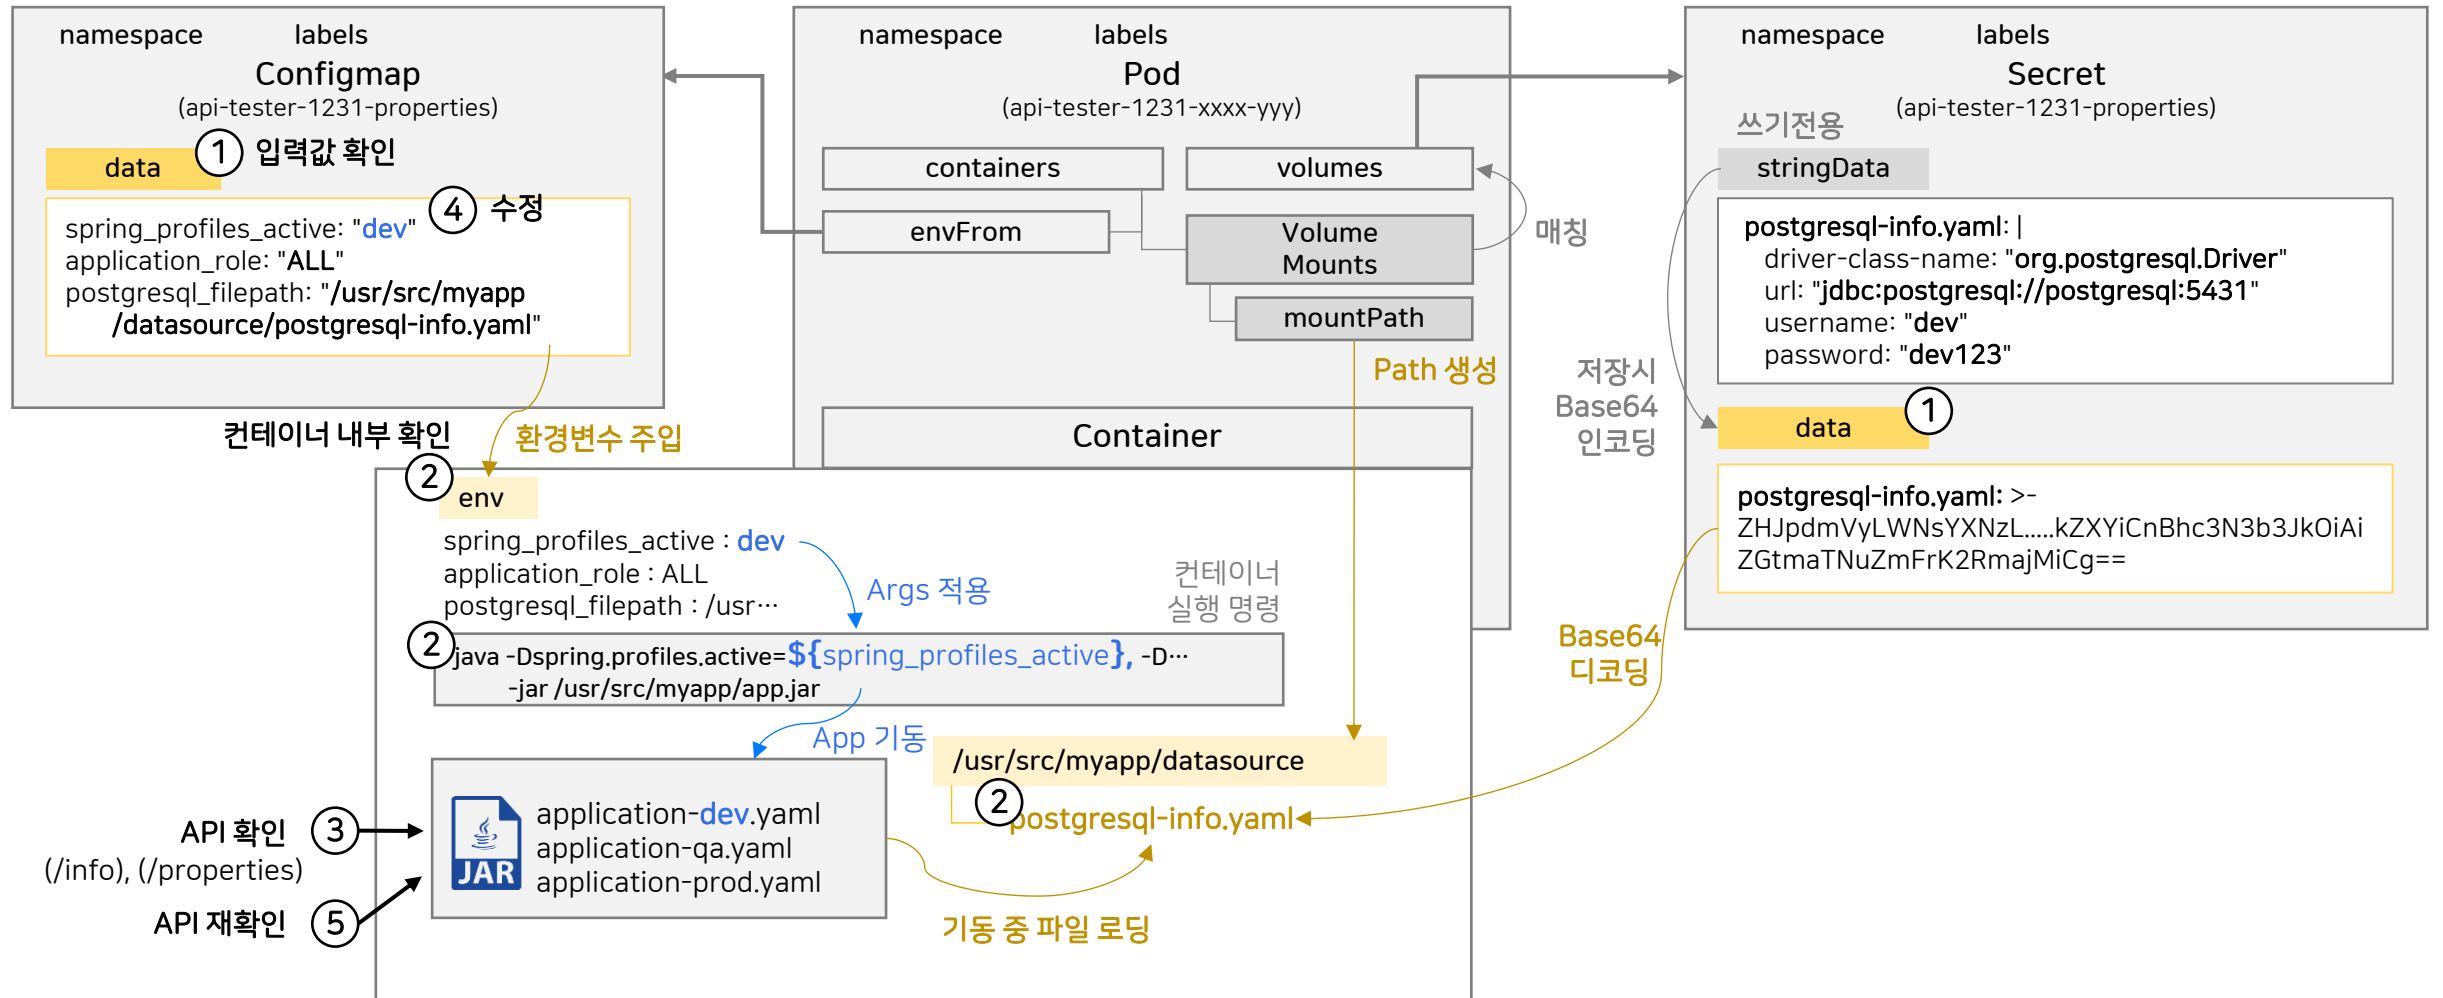 namespace labels
Configmap
(api-tester-1231-properties)
data
① 입력값 확인
④ 수정
spring_profiles_active: "dev"
application_role: "ALL"
postgresql_filepath: "/usr/src/myapp
/datasource/postgresql-info.yaml"
컨테이너 내부 확인
환경변수 주입
namespace labels
Pod
(api-tester-1231-xxxx-yyy)
containers
volumes
envFrom
Volume
Mounts
매칭
mountPath
Path 생성
Container
namespace labels
Secret
(api-tester-1231-properties)
쓰기전용
stringData
postgresql-info.yaml: |
driver-class-name: "org.postgresql.Driver"
url: "jdbc:postgresql://postgresql:5431"
username: "dev"
password: "dev123"
저장시
Base64
인코딩
data
①
postgresql-info.yaml: >-
ZHJpdmVyLWNsYXNzL.....kZXYiCnBhc3N3b3JkOiAi
ZGtmaTNuZmFrK2RmajMiCg==
Base64
디코딩
②
env
spring_profiles_active : dev
application_role : ALL
postgresql_filepath : /usr…
Args 적용
컨테이너
실행 명령
②
java -Dspring.profiles.active=${spring_profiles_active}, -D…
-jar /usr/src/myapp/app.jar
App 기동
/usr/src/myapp/datasource
②
postgresql-info.yaml
JAR
application-dev.yaml
application-qa.yaml
application-prod.yaml
기동 중 파일 로딩
API 확인 ③
(/info), (/properties)
API 재확인 ⑤